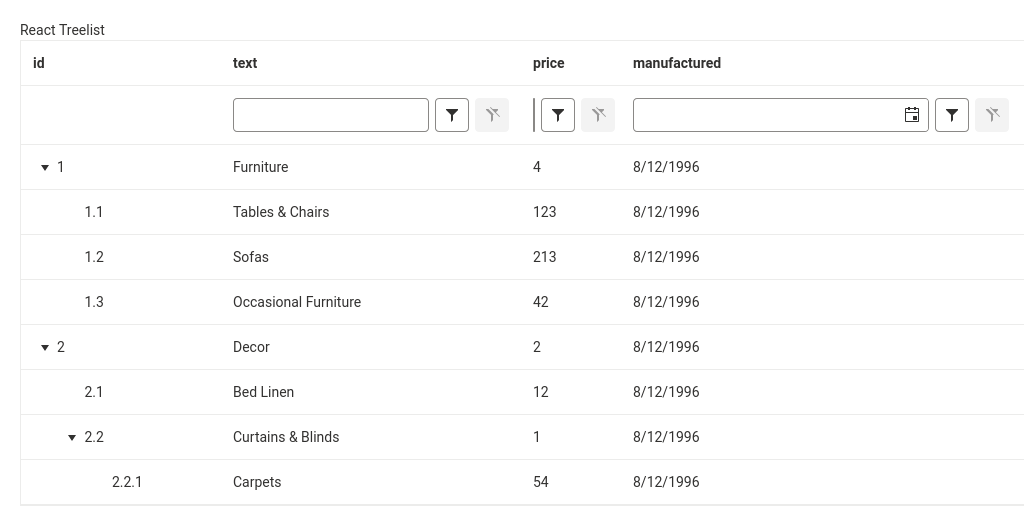 React Treelist
id text price manufactured
1 Furniture 4 8/12/1996
1.1 Tables & Chairs 123 8/12/1996
1.2 Sofas 213 8/12/1996
1.3 Occasional Furniture 42 8/12/1996
2 Decor 2 8/12/1996
2.1 Bed Linen 12 8/12/1996
2.2 Curtains & Blinds 1 8/12/1996
2.2.1 Carpets 54 8/12/1996